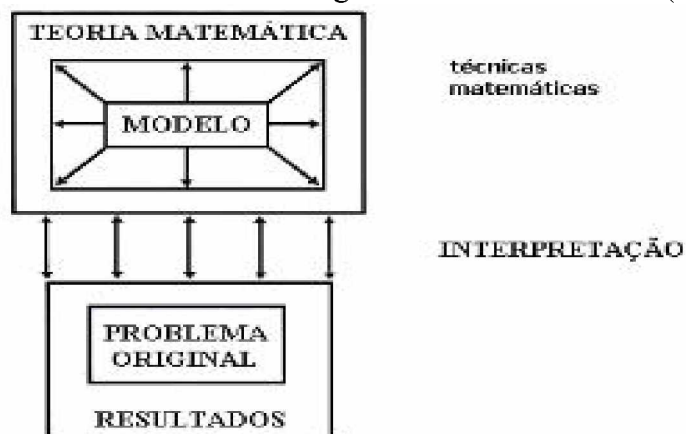 TEORIA MATEMÁTICA
técnicas
matemáticas
MODELO
INTERPRETAÇÃO
PROBLEMA
ORIGINAL
RESULTADOS